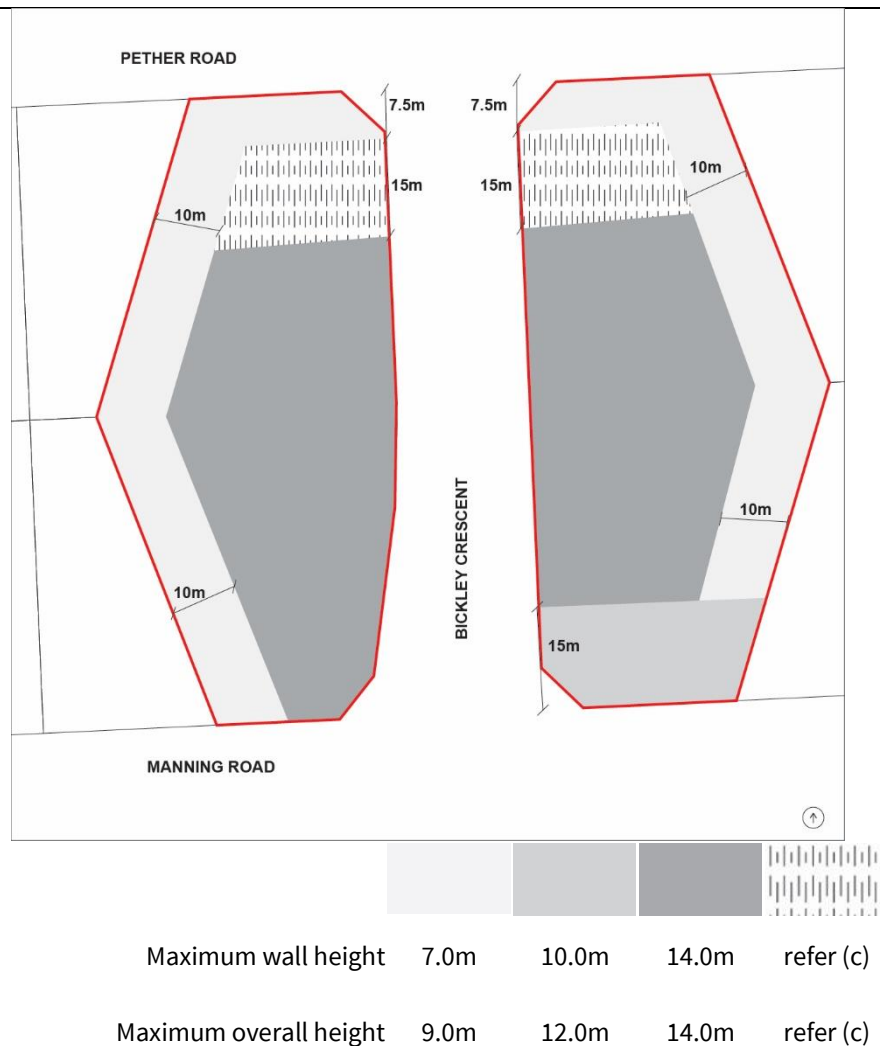 PETHER ROAD
7.5m
7.5m
15m
15m
10m
10m
10m
10m
BICKLEY CRESCENT
15m
MANNING ROAD
Maximum wall height 7.0m 10.0m 14.0m refer (c)
Maximum overall height 9.0m 12.0m 14.0m refer (c)